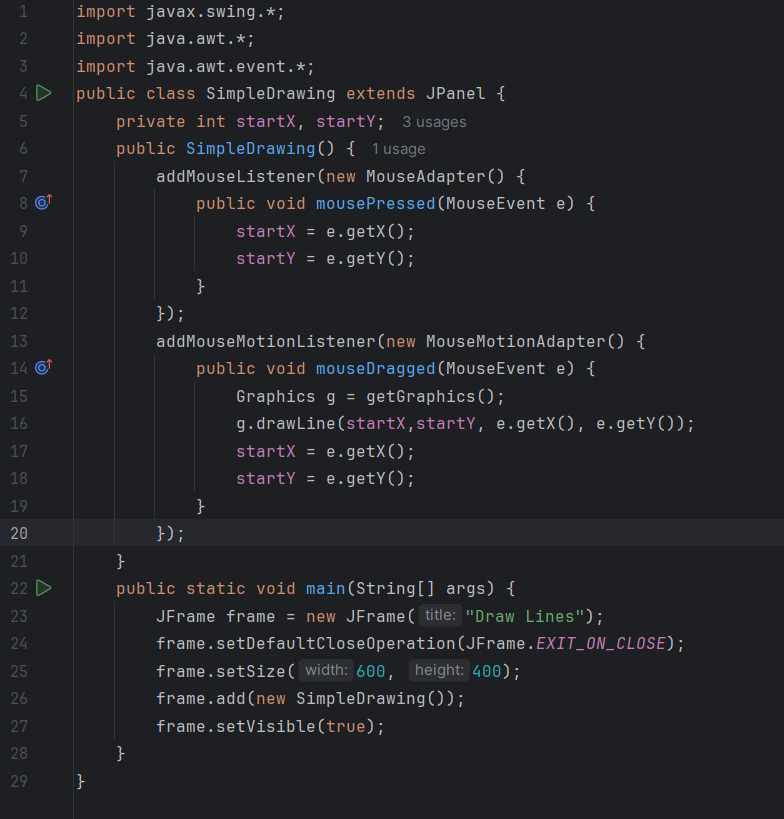 1 import javax.swing.*;
2 import java.awt.*;
3 import java.awt.event.*;
4 public class SimpleDrawing extends JPanel {
5     private int startX, startY; 3 usages
6     public SimpleDrawing() { 1 usage
7         addMouseListener(new MouseAdapter() {
8             public void mousePressed(MouseEvent e) {
9                 startX = e.getX();
10                 startY = e.getY();
11             }
12         });
13         addMouseMotionListener(new MouseMotionAdapter() {
14             public void mouseDragged(MouseEvent e) {
15                 Graphics g = getGraphics();
16                 g.drawLine(startX,startY, e.getX(), e.getY());
17                 startX = e.getX();
18                 startY = e.getY();
19             }
20         });
21     }
22     public static void main(String[] args) {
23         JFrame frame = new JFrame( title: "Draw Lines");
24         frame.setDefaultCloseOperation(JFrame.EXIT_ON_CLOSE);
25         frame.setSize( width: 600, height: 400);
26         frame.add(new SimpleDrawing());
27         frame.setVisible(true);
28     }
29 }